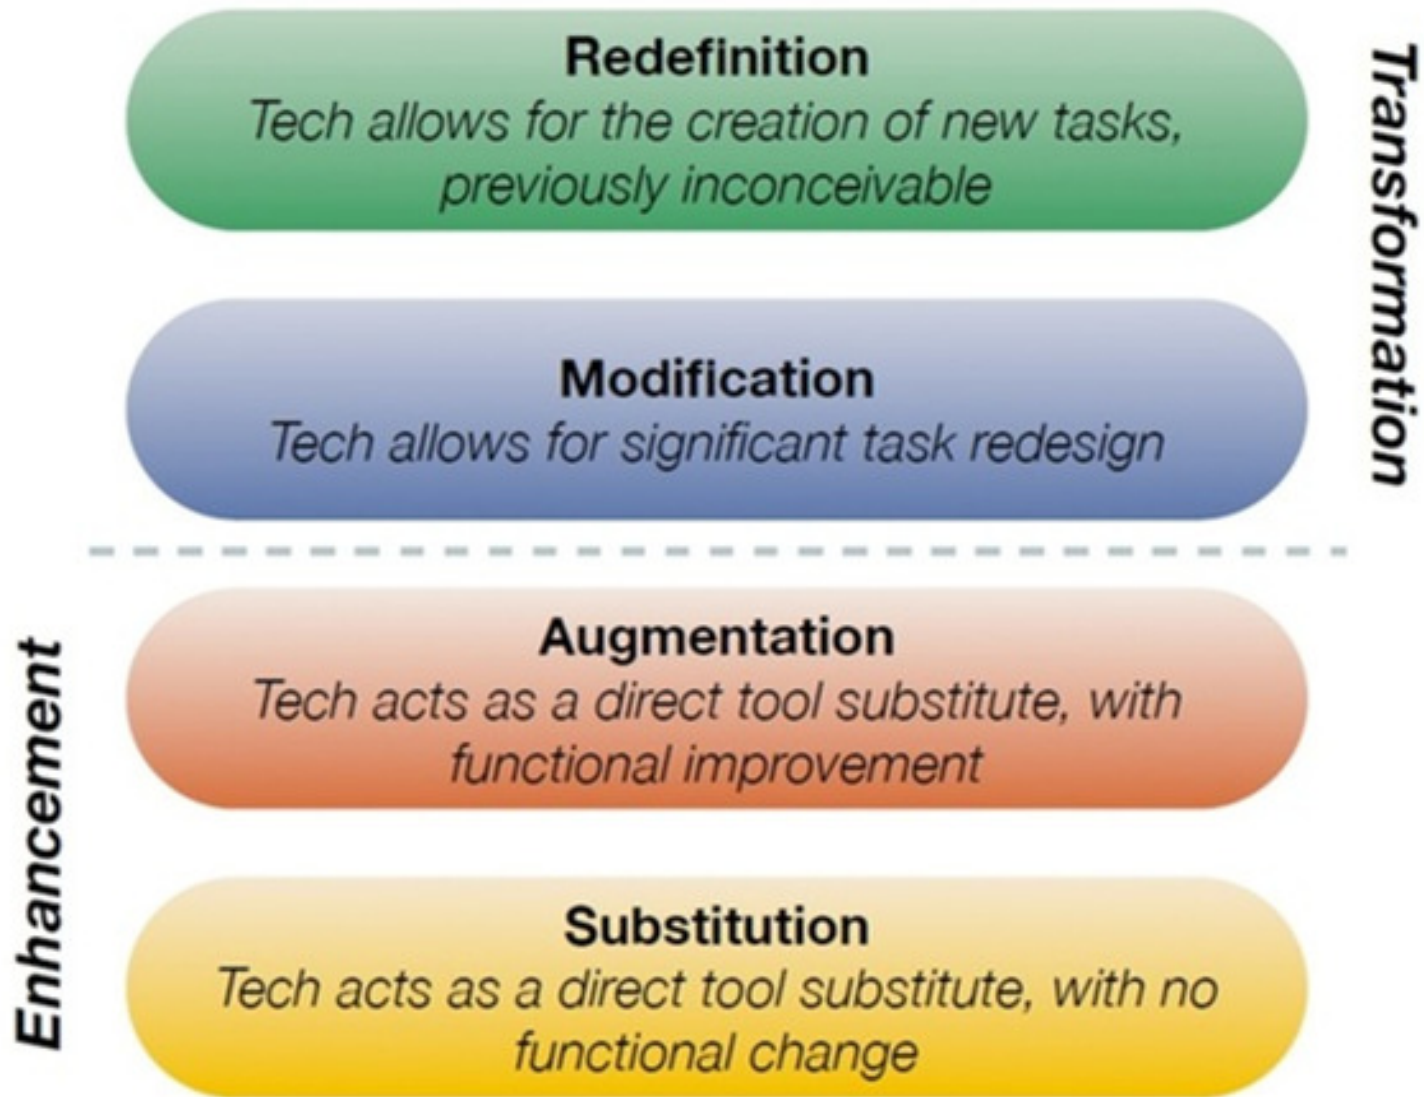 Redefinition
Tech allows for the creation of new tasks,
previously inconceivable
Modification
Tech allows for significant task redesign
Transformation
Augmentation
Tech acts as a direct tool substitute, with
functional improvement
Substitution
Tech acts as a direct tool substitute, with no
functional change
Enhancement